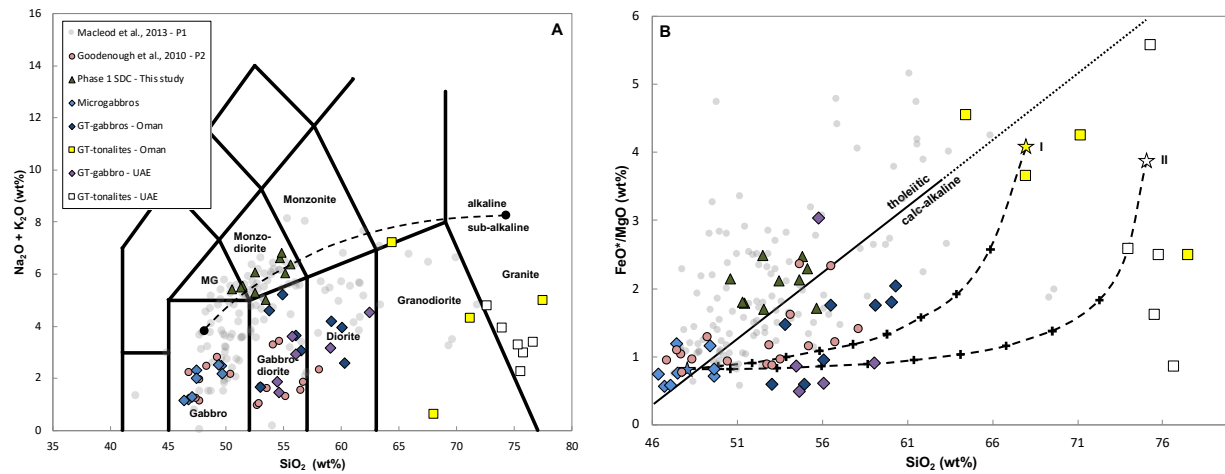 A
Macleod et al., 2013 - P1
Goodenough et al., 2010 - P2
Phase 1 SDC - This study
Microgabbros
GT-gabbros - Oman
GT-tonalites - Oman
GT-gabbro - UAE
GT-tonalites - UAE
Monzonite
Monzo-
diorite
MG
alkaline
sub-alkaline
Granite
Granodiorite
Diorite
Gabbro-
diorite
Gabbro
16
14
12
10
8
6
4
2
0
Na2O + K2O (wt%)
35 40 45 50 55 60 65 70 75 80
SiO2 (wt%)
B
I
II
tholeiitic
calc-alkaline
6
5
4
3
2
1
0
FeO*/MgO (wt%)
46 51 56 61 66 71 76
SiO2 (wt%)